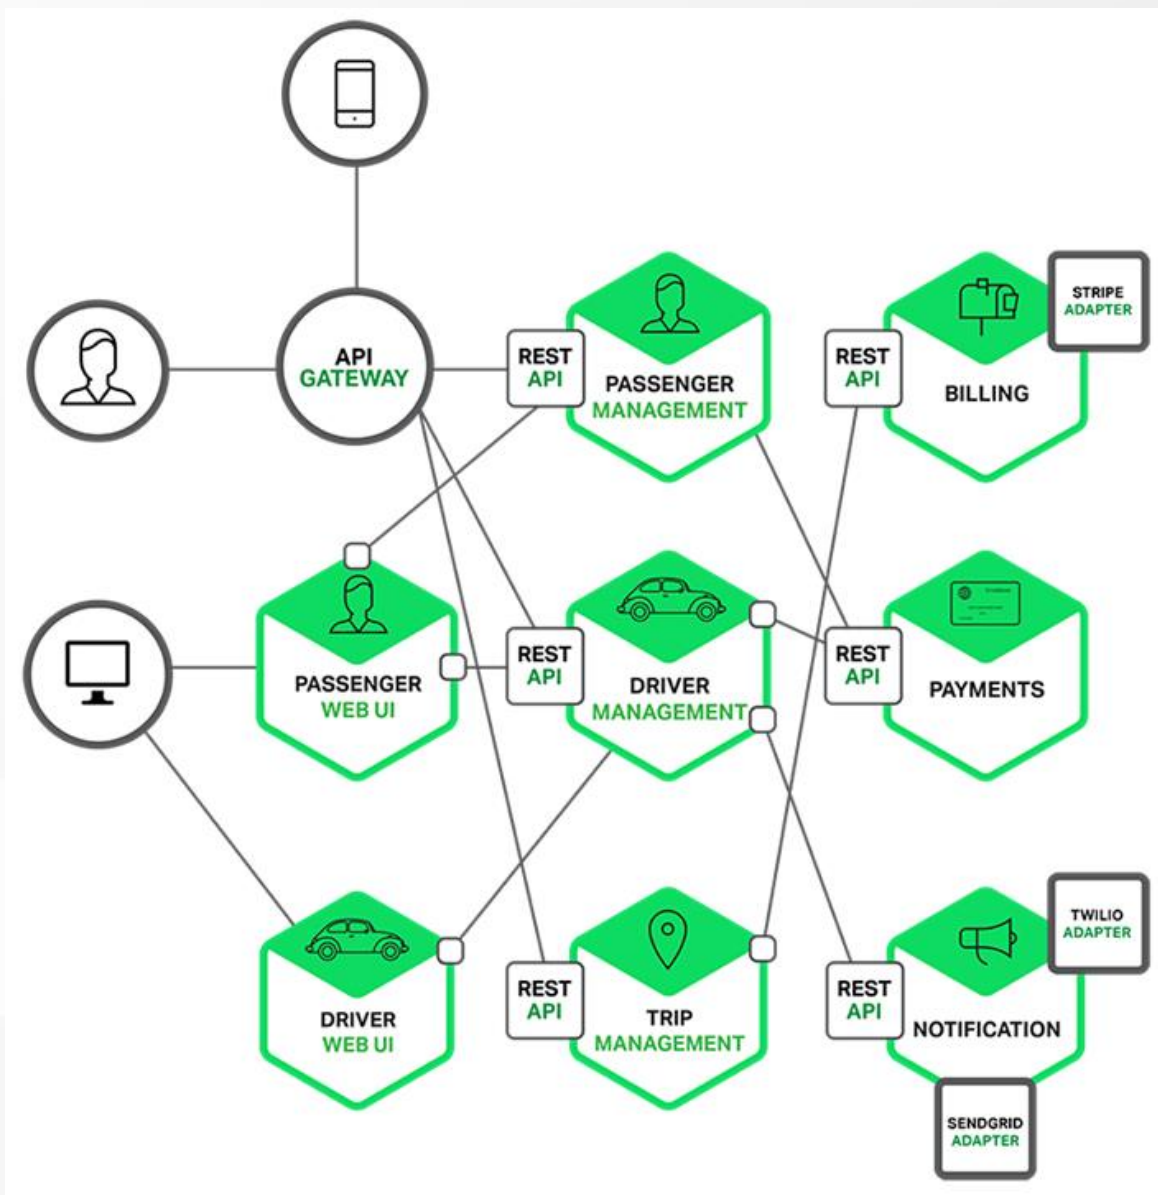 API
GATEWAY
REST
API
PASSENGER
MANAGEMENT
REST
API
BILLING
STRIPE
ADAPTER
PASSENGER
WEB UI
REST
API
DRIVER
MANAGEMENT
REST
API
PAYMENTS
DRIVER
WEB UI
REST
API
TRIP
MANAGEMENT
REST
API
NOTIFICATION
TWILIO
ADAPTER
SENDGRID
ADAPTER